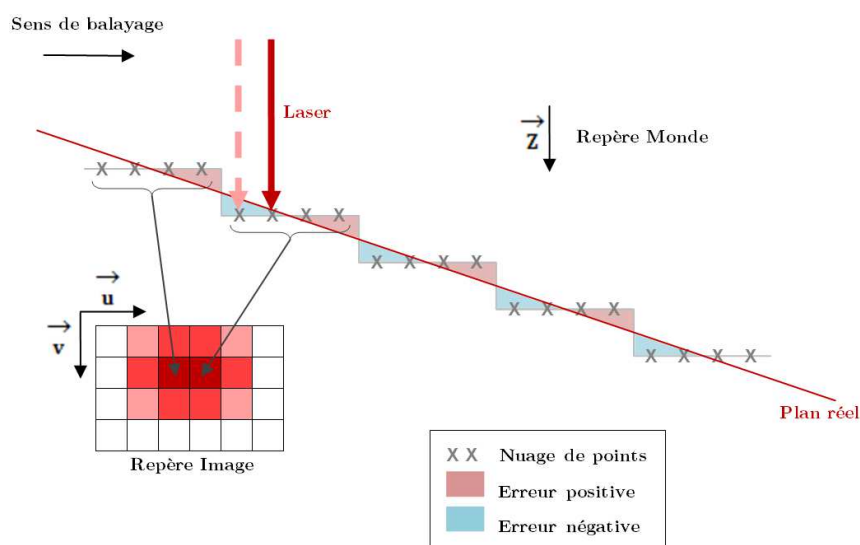 Sens de balayage
Laser
Z
Repère Monde
X X X X
X X X X
X X X X
u
v
X X X X
X X X X
Plan réel
Repère Image
X X Nuage de points
Erreur positive
Erreur négative